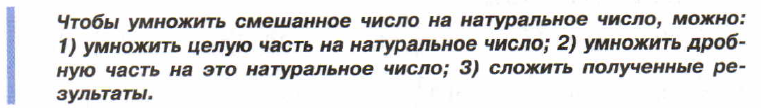 Чтобы умножить смешанное число на натуральное число, можно:
1) умножить целую часть на натуральное число; 2) умножить дроб-
ную часть на это натуральное число; 3) сложить полученные ре-
зультаты.